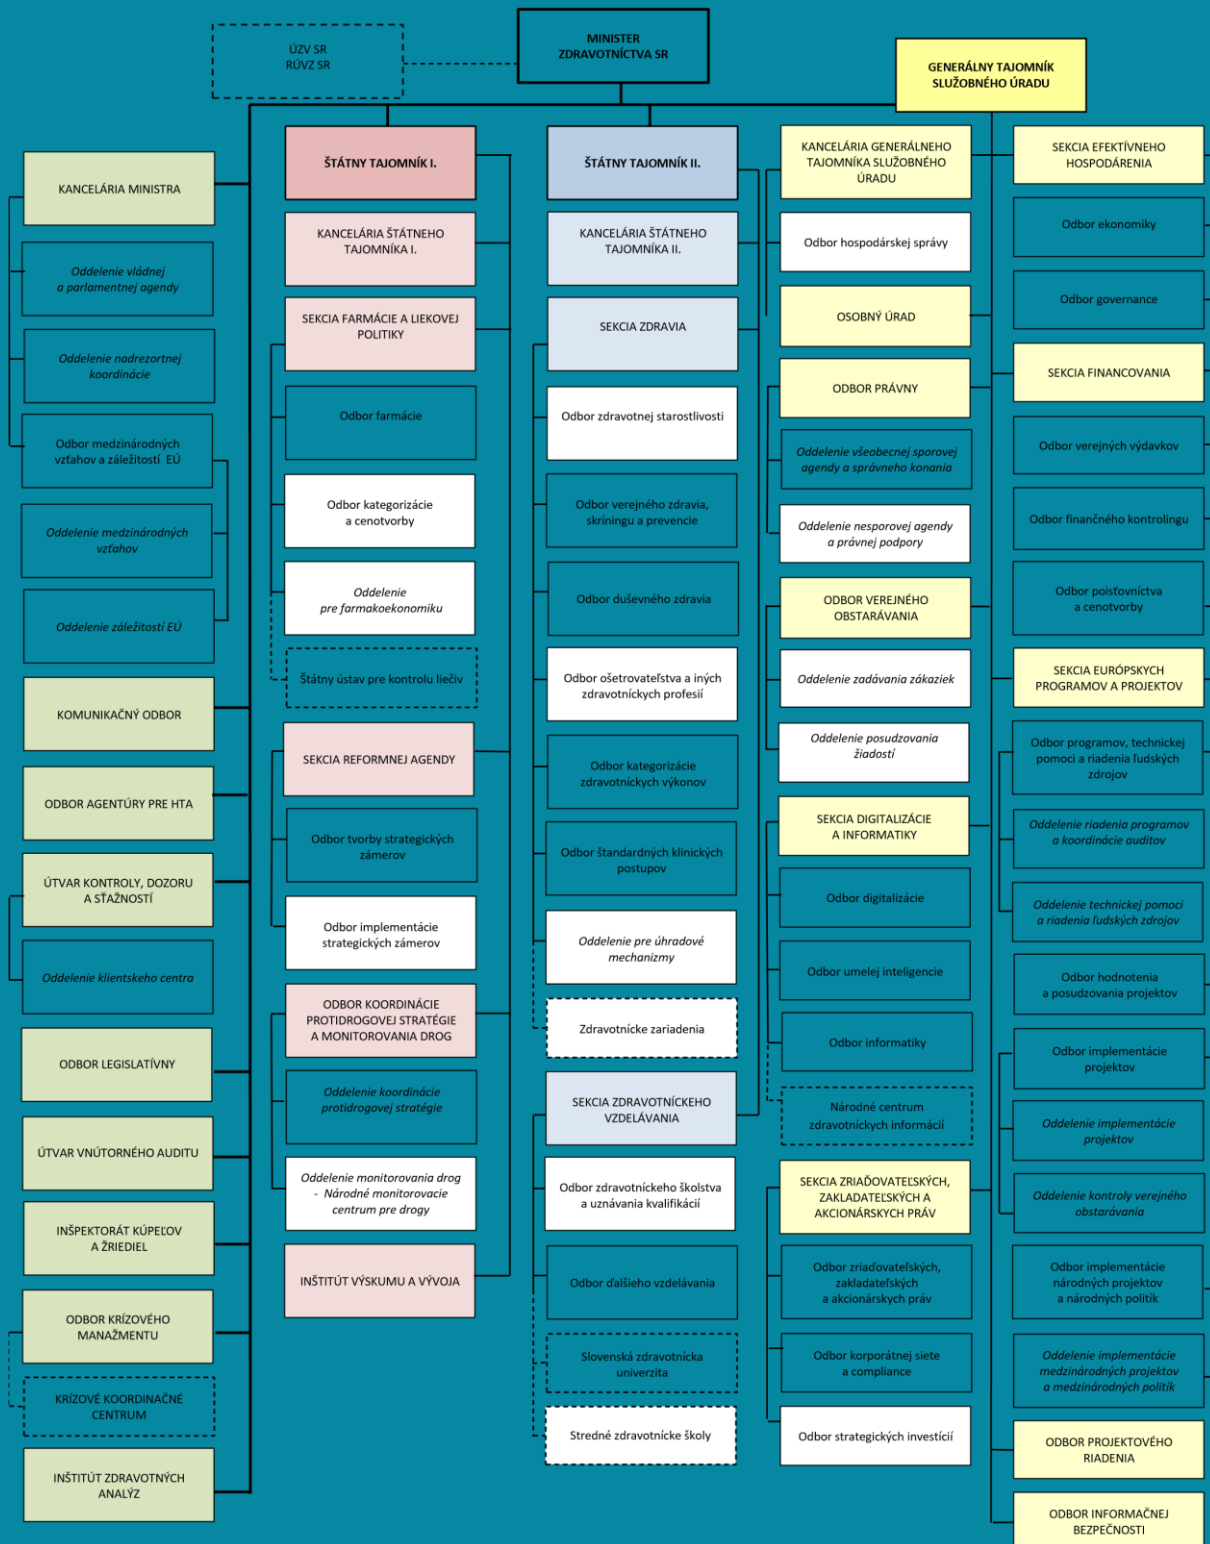 ÚZV SR
RÚVZ SR
MINISTER
ZDRAVOTNÍCTVA SR
GENERÁLNY TAJOMNÍK
SLUŽOBNÉHO ÚRADU
KANCELÁRIA MINISTRA
Oddelenie vládnej
a parlamentnej agendy
Oddelenie nadrezortnej
koordinácie
Odbor medzinárodných
vzťahov a záležitostí EÚ
Oddelenie medzinárodných
vzťahov
Oddelenie záležitostí EÚ
KOMUNIKAČNÝ ODBOR
ODBOR AGENTÚRY PRE HTA
ÚTVAR KONTROLY, DOZORU
A SŤAŽNOSTÍ
Oddelenie klientskeho centra
ODBOR LEGISLATÍVNY
ÚTVAR VNÚTORNÉHO AUDITU
INŠPEKTORÁT KÚPEĽOV
A ŽRIEDIEL
ODBOR KRÍZOVÉHO
MANAŽMENTU
KRÍZOVÉ KOORDINAČNÉ
CENTRUM
INŠTITÚT ZDRAVOTNÝCH
ANALÝZ
ŠTÁTNY TAJOMNÍK I.
KANCELÁRIA ŠTÁTNEHO
TAJOMNÍKA I.
SEKCIA FARMÁCIE A LIEKOVEJ
POLITIKY
Odbor farmácie
Odbor kategorizácie
a cenotvorby
Oddelenie
pre farmakoekonomiku
Štátny ústav pre kontrolu liečiv
SEKCIA REFORMNEJ AGENDY
Odbor tvorby strategických
zámerov
Odbor implementácie
strategických zámerov
ODBOR KOORDINÁCIE
PROTIDROGOVEJ STRATÉGIE
A MONITOROVANIA DROG
Oddelenie koordinácie
protidrogovej stratégie
Oddelenie monitorovania drog
- Národné monitorovacie
centrum pre drogy
INŠTITÚT VÝSKUMU A VÝVOJA
ŠTÁTNY TAJOMNÍK II.
KANCELÁRIA ŠTÁTNEHO
TAJOMNÍKA II.
SEKCIA ZDRAVIA
Odbor zdravotnej starostlivosti
Odbor verejného zdravia,
skríningu a prevencie
Odbor duševného zdravia
Odbor ošetrovateľstva a iných
zdravotníckych profesií
Odbor kategorizácie
zdravotníckych výkonov
Odbor štandardných klinických
postupov
Oddelenie pre úhradové
mechanizmy
Zdravotnícke zariadenia
SEKCIA ZDRAVOTNÍCKEHO
VZDELÁVANIA
Odbor zdravotníckeho školstva
a uznávania kvalifikácií
Odbor ďalšieho vzdelávania
Slovenská zdravotnícka
univerzita
Stredné zdravotnícke školy
KANCELÁRIA GENERÁLNEHO
TAJOMNÍKA SLUŽOBNÉHO
ÚRADU
Odbor hospodárskej správy
OSOBNÝ ÚRAD
ODBOR PRÁVNY
Oddelenie všeobecnej sporovej
agendy a správneho konania
Oddelenie nesporovej agendy
a právnej podpory
ODBOR VEREJNÉHO
OBSTARÁVANIA
Oddelenie zadávania zákaziek
Oddelenie posudzovania
žiadostí
SEKCIA DIGITALIZÁCIE
A INFORMATIKY
Odbor digitalizácie
Odbor umelej inteligencie
Odbor informatiky
Národné centrum
zdravotníckych informácií
SEKCIA ZRIAĎOVATEĽSKÝCH,
ZAKLADATEĽSKÝCH A
AKCIONÁRSKYCH PRÁV
Odbor zriaďovateľských,
zakladateľských
a akcionárskych práv
Odbor korporátnej siete
a compliance
Odbor strategických investícií
SEKCIA EFEKTÍVNEHO
HOSPODÁRENIA
Odbor ekonomiky
Odbor governance
SEKCIA FINANCOVANIA
Odbor verejných výdavkov
Odbor finančného kontrolingu
Odbor poisťovníctva
a cenotvorby
SEKCIA EURÓPSKYCH
PROGRAMOV A PROJEKTOV
Odbor programov, technickej
pomoci a riadenia ľudských
zdrojov
Oddelenie riadenia programov
a koordinácie auditov
Oddelenie technickej pomoci
a riadenia ľudských zdrojov
Odbor hodnotenia
a posudzovania projektov
Odbor implementácie
projektov
Oddelenie implementácie
projektov
Oddelenie kontroly verejného
obstarávania
Odbor implementácie
národných projektov
a národných politík
Oddelenie implementácie
medzinárodných projektov
a medzinárodných politík
ODBOR PROJEKTOVÉHO
RIADENIA
ODBOR INFORMAČNEJ
BEZPEČNOSTI